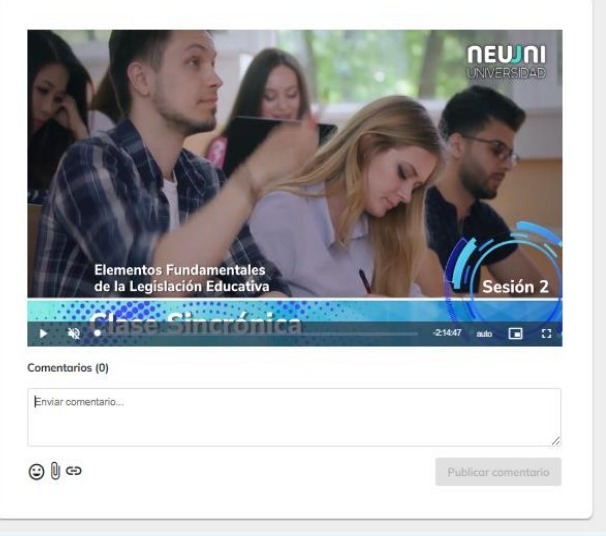 NEUUNI
UNIVERSIDAD
Elementos Fundamentales
de la Legislación Educativa
Sesión 2
Clase Sincrónica
-2:14:47 auto
Comentarios (0)
Enviar comentario...
Publicar comentario